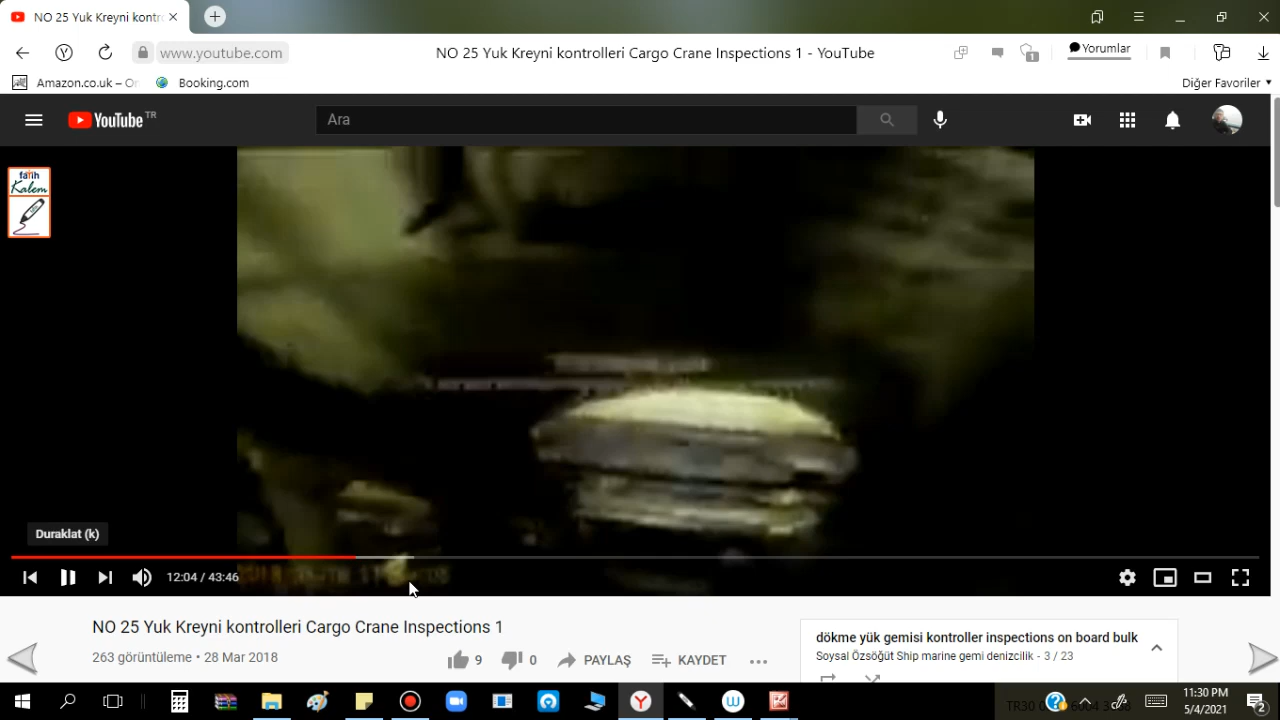 NO 25 Yuk Kreyni kontr
www.youtube.com
NO 25 Yuk Kreyni kontrolleri Cargo Crane Inspections 1 - YouTube
1
Yorumlar
Amazon.co.uk – O
Booking.com
Diğer Favoriler
YouTube TR
Ara
fatih
Kalem
Duraklat (k)
12:04 / 43:46
NO 25 Yuk Kreyni kontrolleri Cargo Crane Inspections 1
263 görüntüleme • 28 Mar 2018
9
0
PAYLAŞ
KAYDET
dökme yük gemisi kontroller inspections on board bulk
Soysal Özsöğüt Ship marine gemi denizcilik - 3 / 23
11:30 PM
5/4/2021
2